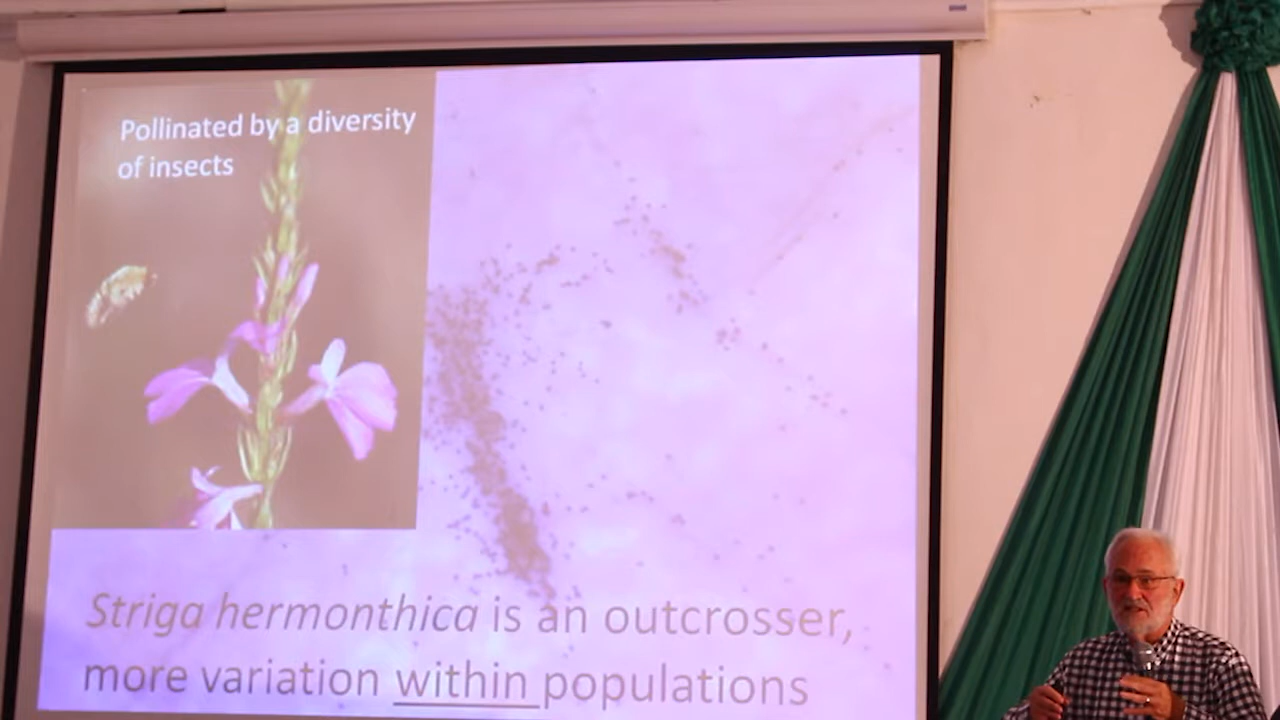 Pollinated by a diversity
of insects
Striga hermonthica is an outcrosser,
more variation within populations